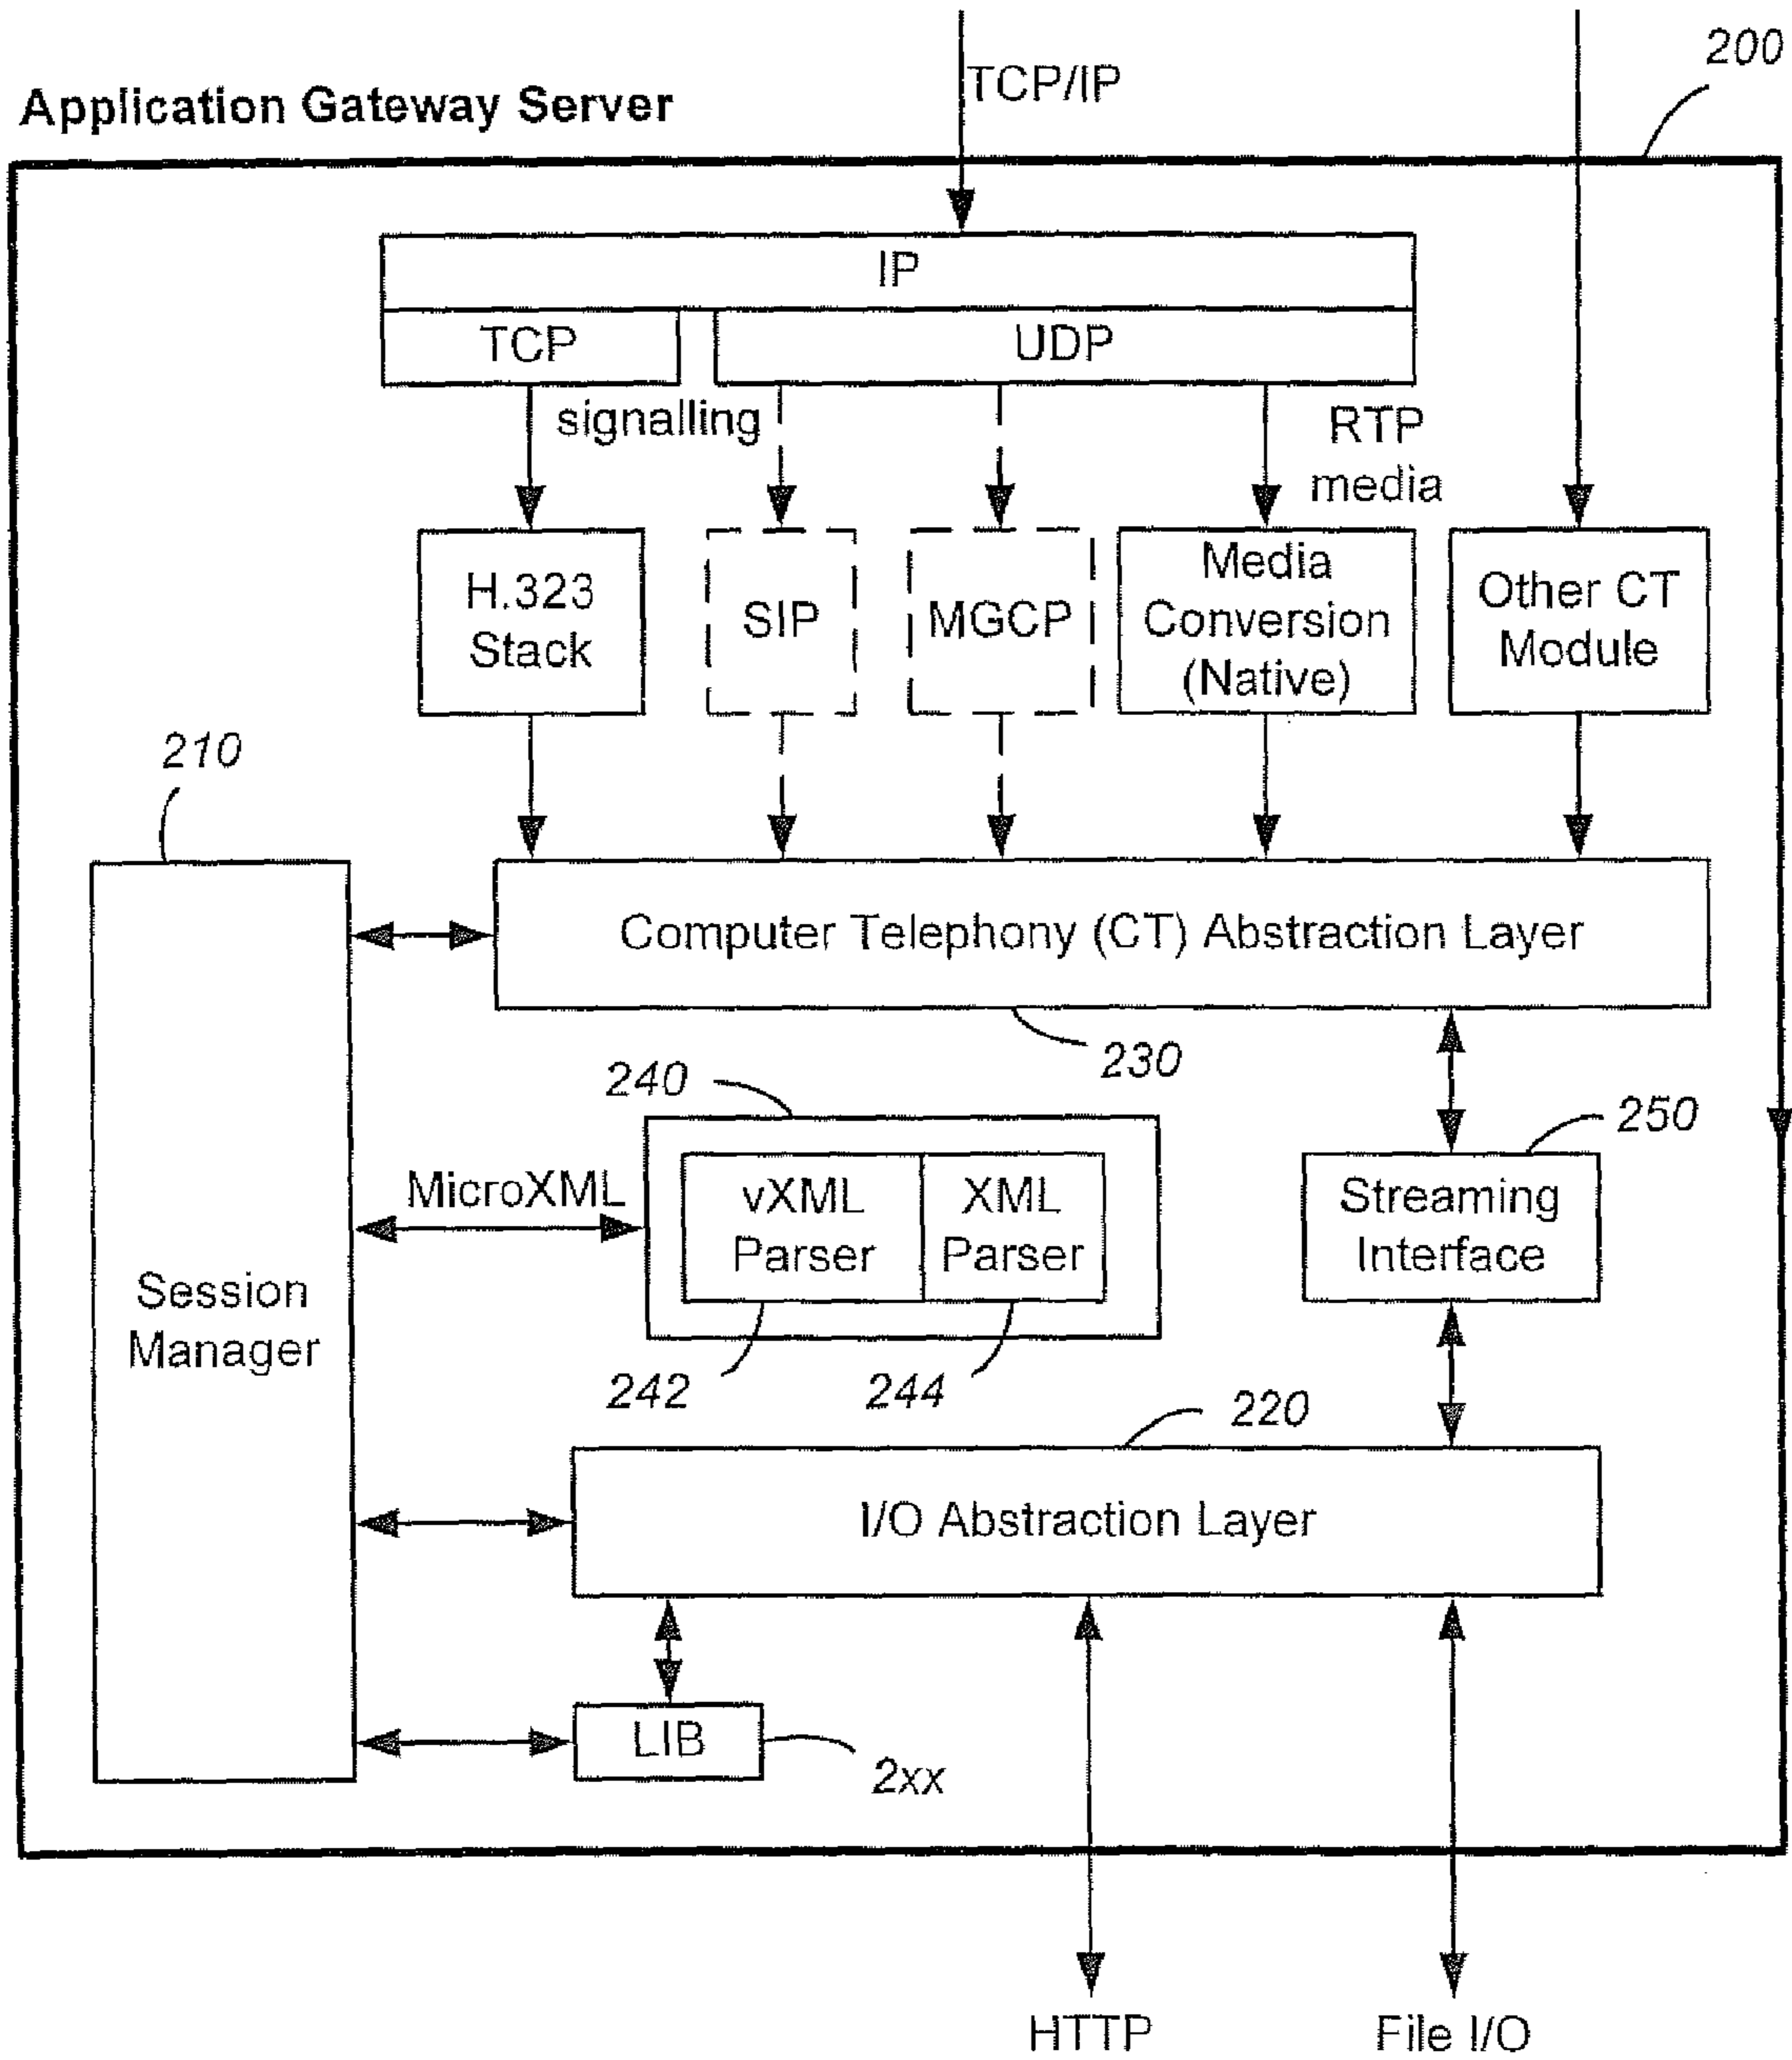 200
TCP/IP
Application Gateway Server
IP
TCP
UDP
signalling
RTP
media
H.323
Stack
SIP
MGCP
Media
Conversion
(Native)
Other CT
Module
210
Computer Telephony (CT) Abstraction Layer
230
240
250
MicroXML
vXML
Parser
XML
Parser
Streaming
Interface
Session
Manager
242
244
220
I/O Abstraction Layer
LIB
2xx
HTTP
File I/O